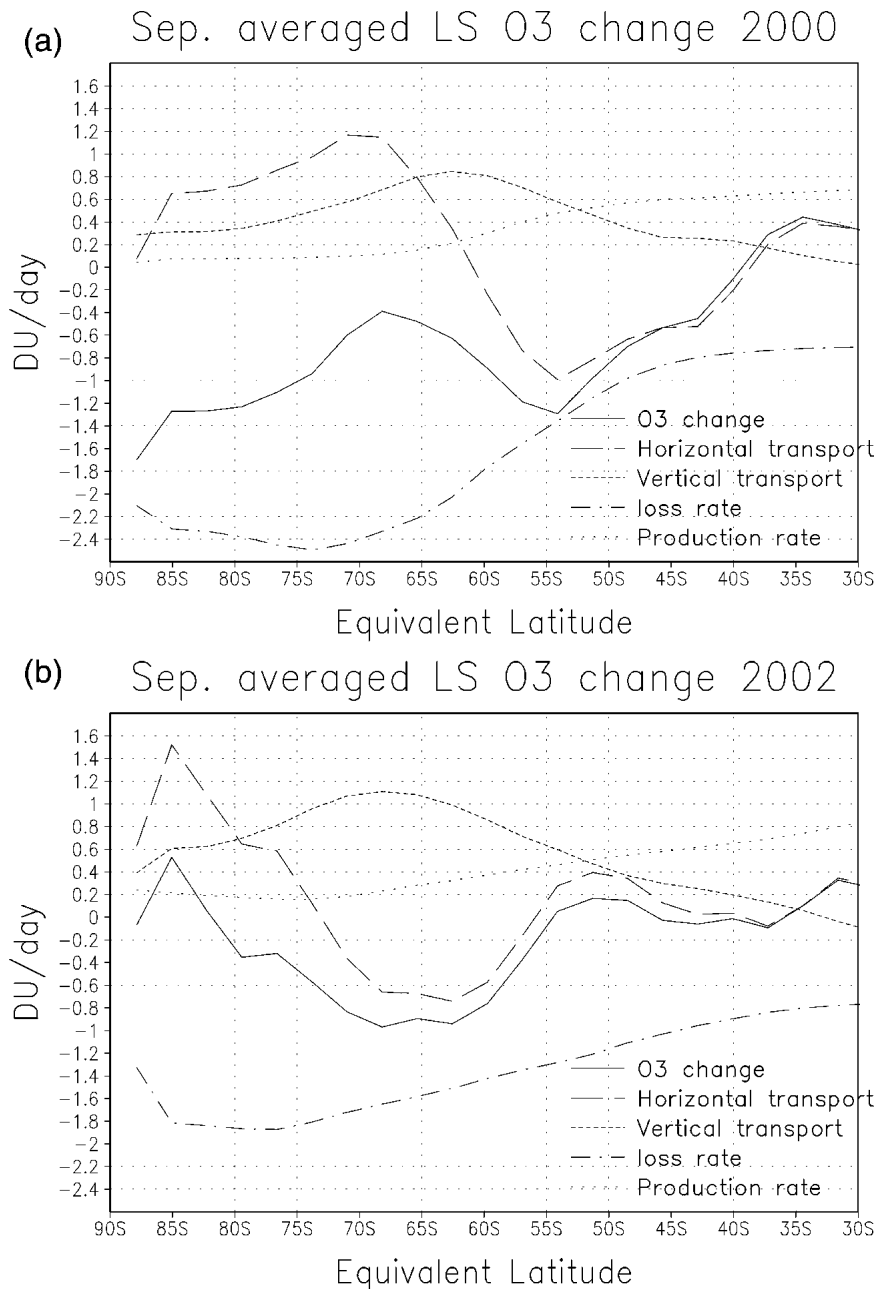 (a) Sep. averaged LS O3 change 2000
1.6
1.4
1.2
1
0.8
0.6
0.4
0.2
0
-0.2
-0.4
-0.6
-0.8
-1
-1.2
-1.4
-1.6
-1.8
-2
-2.2
-2.4
DU/day
O3 change
Horizontal transport
Vertical transport
loss rate
Production rate
90S 85S 80S 75S 70S 65S 60S 55S 50S 45S 40S 35S 30S
Equivalent Latitude
(b) Sep. averaged LS O3 change 2002
1.6
1.4
1.2
1
0.8
0.6
0.4
0.2
0
-0.2
-0.4
-0.6
-0.8
-1
-1.2
-1.4
-1.6
-1.8
-2
-2.2
-2.4
DU/day
O3 change
Horizontal transport
Vertical transport
loss rate
Production rate
90S 85S 80S 75S 70S 65S 60S 55S 50S 45S 40S 35S 30S
Equivalent Latitude